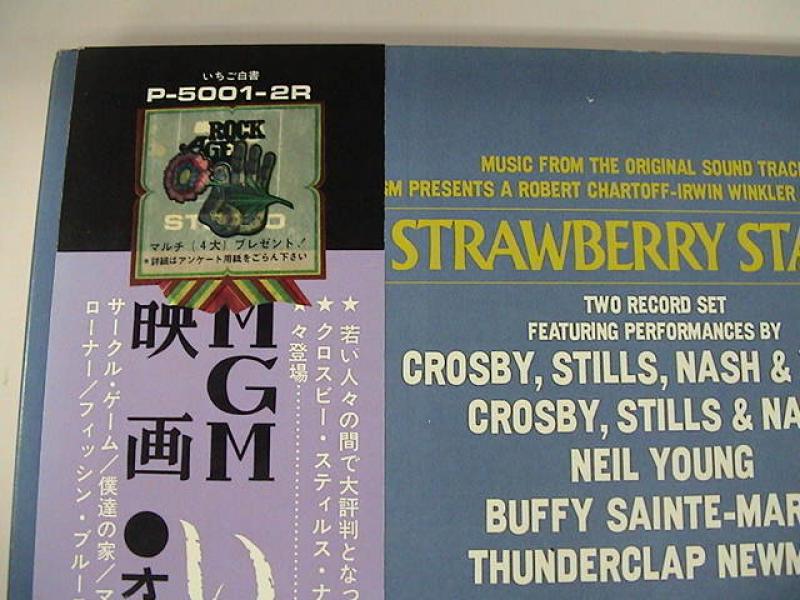 いちご白書
P-5001-2R
ROCK
AGE
マルチ(4大)プレゼント!
*詳細はアンケート用紙をごらん下さい
MGM
映画
●オ
い
★若い人々の間で大評判となっ
★クロスビー・スティルス・ナ
々登場
サークル・ゲーム/僕達の家/マ
ローナー/フィッシン・ブルース
MUSIC FROM THE ORIGINAL SOUND TRAC
GM PRESENTS A ROBERT CHARTOFF-IRWIN WINKLER
STRAWBERRY STA
TWO RECORD SET
FEATURING PERFORMANCES BY
CROSBY, STILLS, NASH &
CROSBY, STILLS & NA
NEIL YOUNG
BUFFY SAINTE-MAR
THUNDERCLAP NEWM